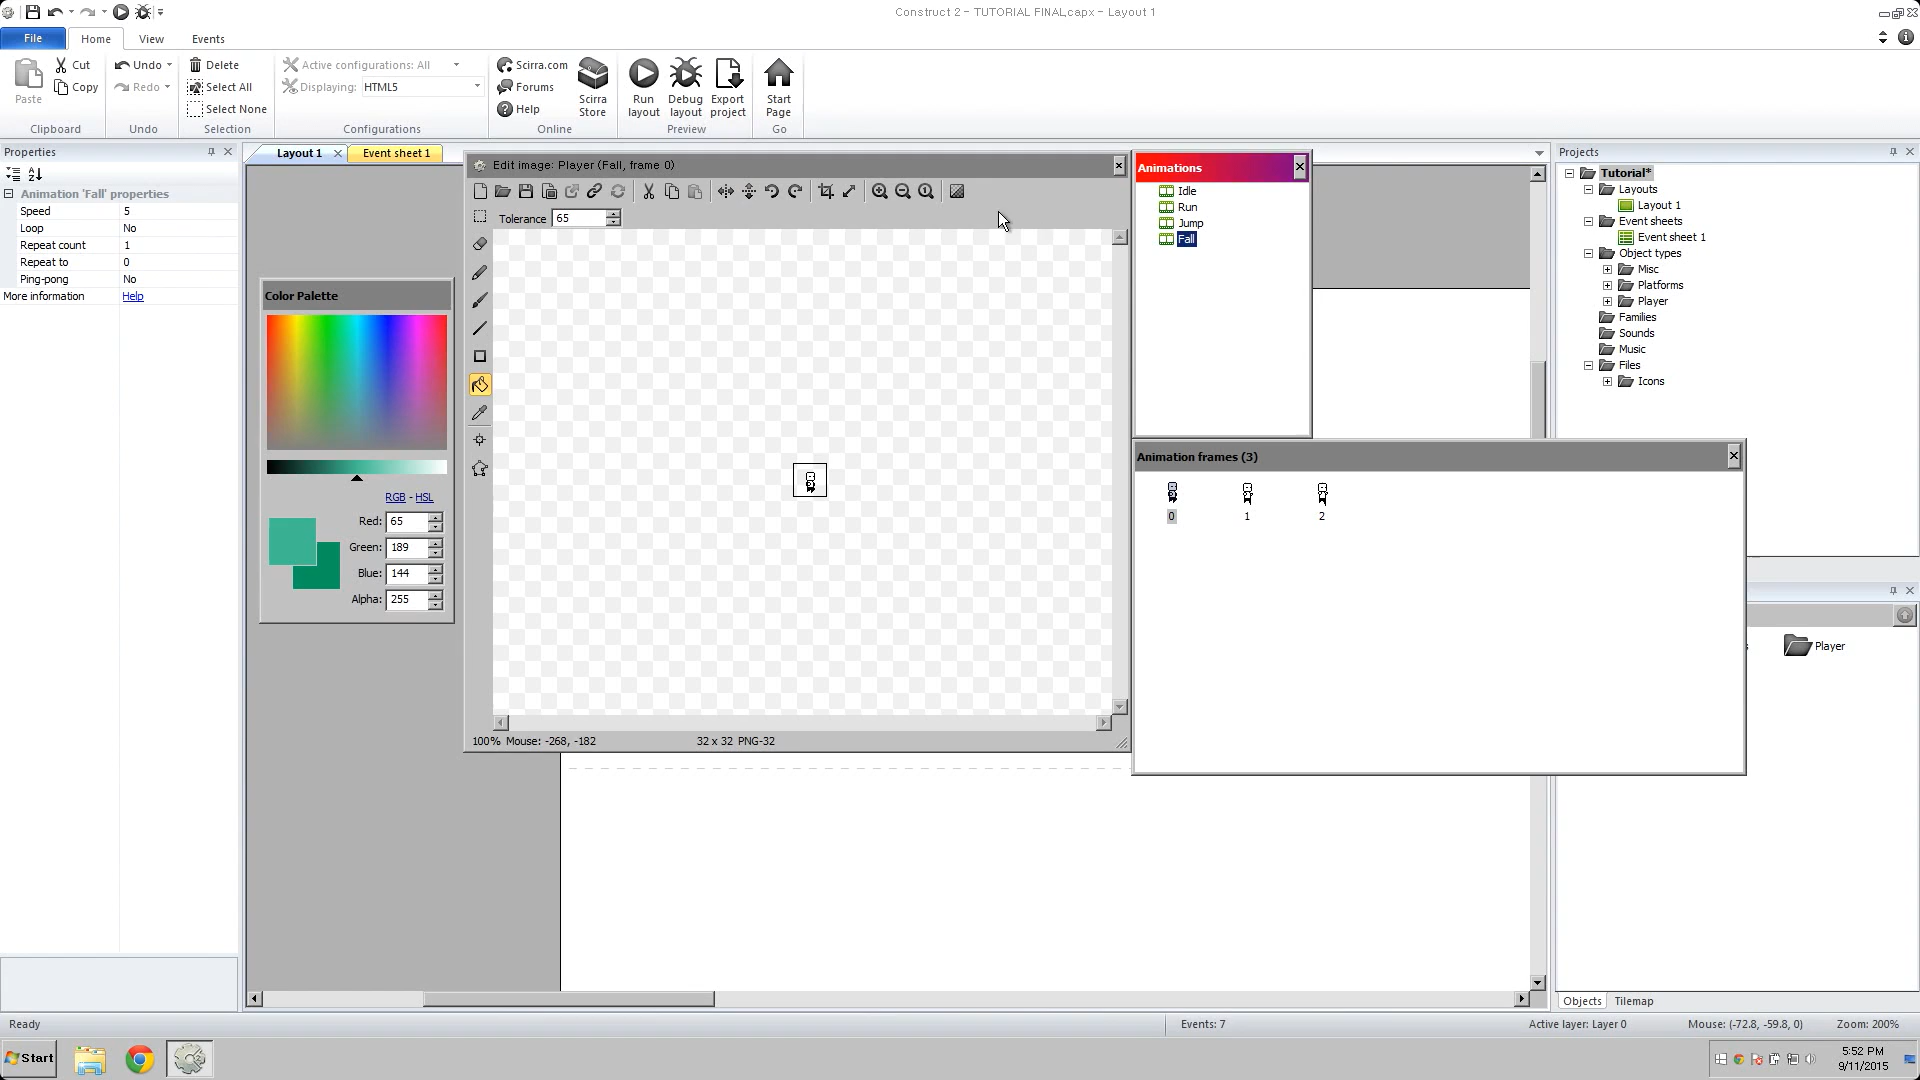 Construct 2 - TUTORIAL FINAL.capx - Layout 1
File Home View Events
Paste Cut Copy
Clipboard
Undo
Redo
Undo
Delete
Select All
Select None
Selection
Active configurations: All
Displaying: HTML5
Configurations
Scirra.com
Forums
Help
Scirra Store
Online
Run layout
Debug layout
Export project
Preview
Start Page
Go
Properties
Animation 'Fall' properties
Speed 5
Loop No
Repeat count 1
Repeat to 0
Ping-pong No
More information Help
Layout 1
Event sheet 1
Color Palette
RGB - HSL
Red: 65
Green: 189
Blue: 144
Alpha: 255
Edit image: Player (Fall, frame 0)
Tolerance 65
100% Mouse: -268, -182 32 x 32 PNG-32
Animations
Idle
Run
Jump
Fall
Animation frames (3)
0 1 2
Projects
Tutorial*
Layouts
Layout 1
Event sheets
Event sheet 1
Object types
Misc
Platforms
Player
Families
Sounds
Music
Files
Icons
Player
Objects Tilemap
Ready Events: 7 Active layer: Layer 0 Mouse: (-72.8, -59.8, 0) Zoom: 200%
Start
5:52 PM
9/11/2015